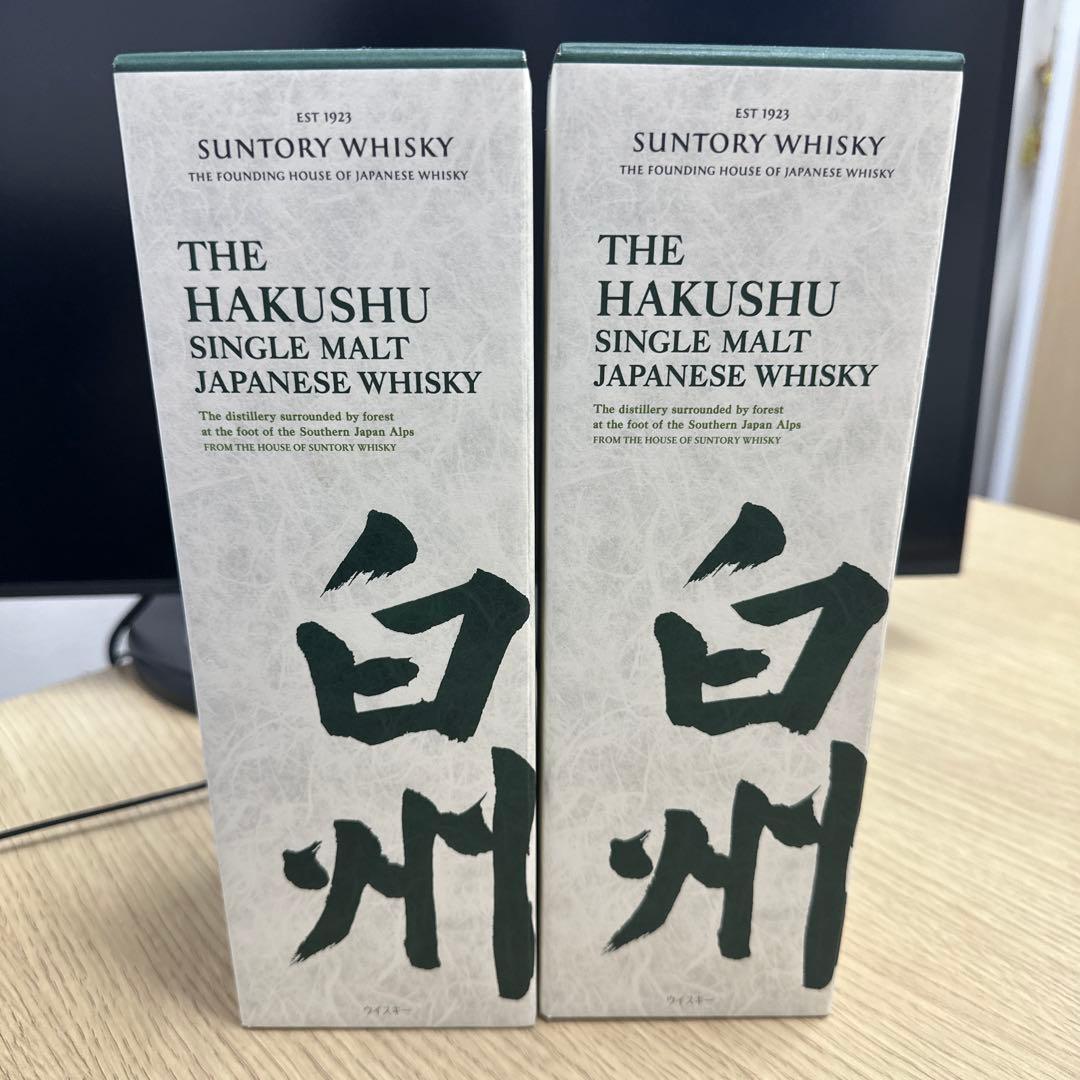 EST 1923
SUNTORY WHISKY
THE FOUNDING HOUSE OF JAPANESE WHISKY
THE
HAKUSHU
SINGLE MALT
JAPANESE WHISKY
The distillery surrounded by forest
at the foot of the Southern Japan Alps
FROM THE HOUSE OF SUNTORY WHISKY
白
州
ウイスキー
EST 1923
SUNTORY WHISKY
THE FOUNDING HOUSE OF JAPANESE WHISKY
THE
HAKUSHU
SINGLE MALT
JAPANESE WHISKY
The distillery surrounded by forest
at the foot of the Southern Japan Alps
FROM THE HOUSE OF SUNTORY WHISKY
白
州
ウイスキー